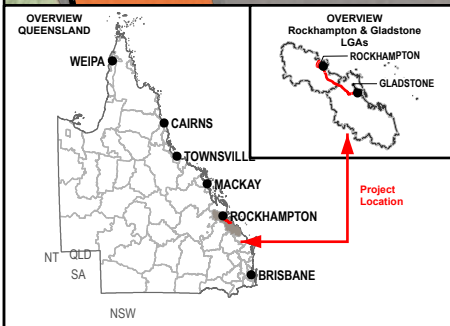 OVERVIEW
QUEENSLAND
WEIPA
CAIRNS
TOWNSVILLE
MACKAY
ROCKHAMPTON
BRISBANE
NT
QLD
SA
NSW
OVERVIEW
Rockhampton & Gladstone
LGAs
ROCKHAMPTON
GLADSTONE
Project
Location